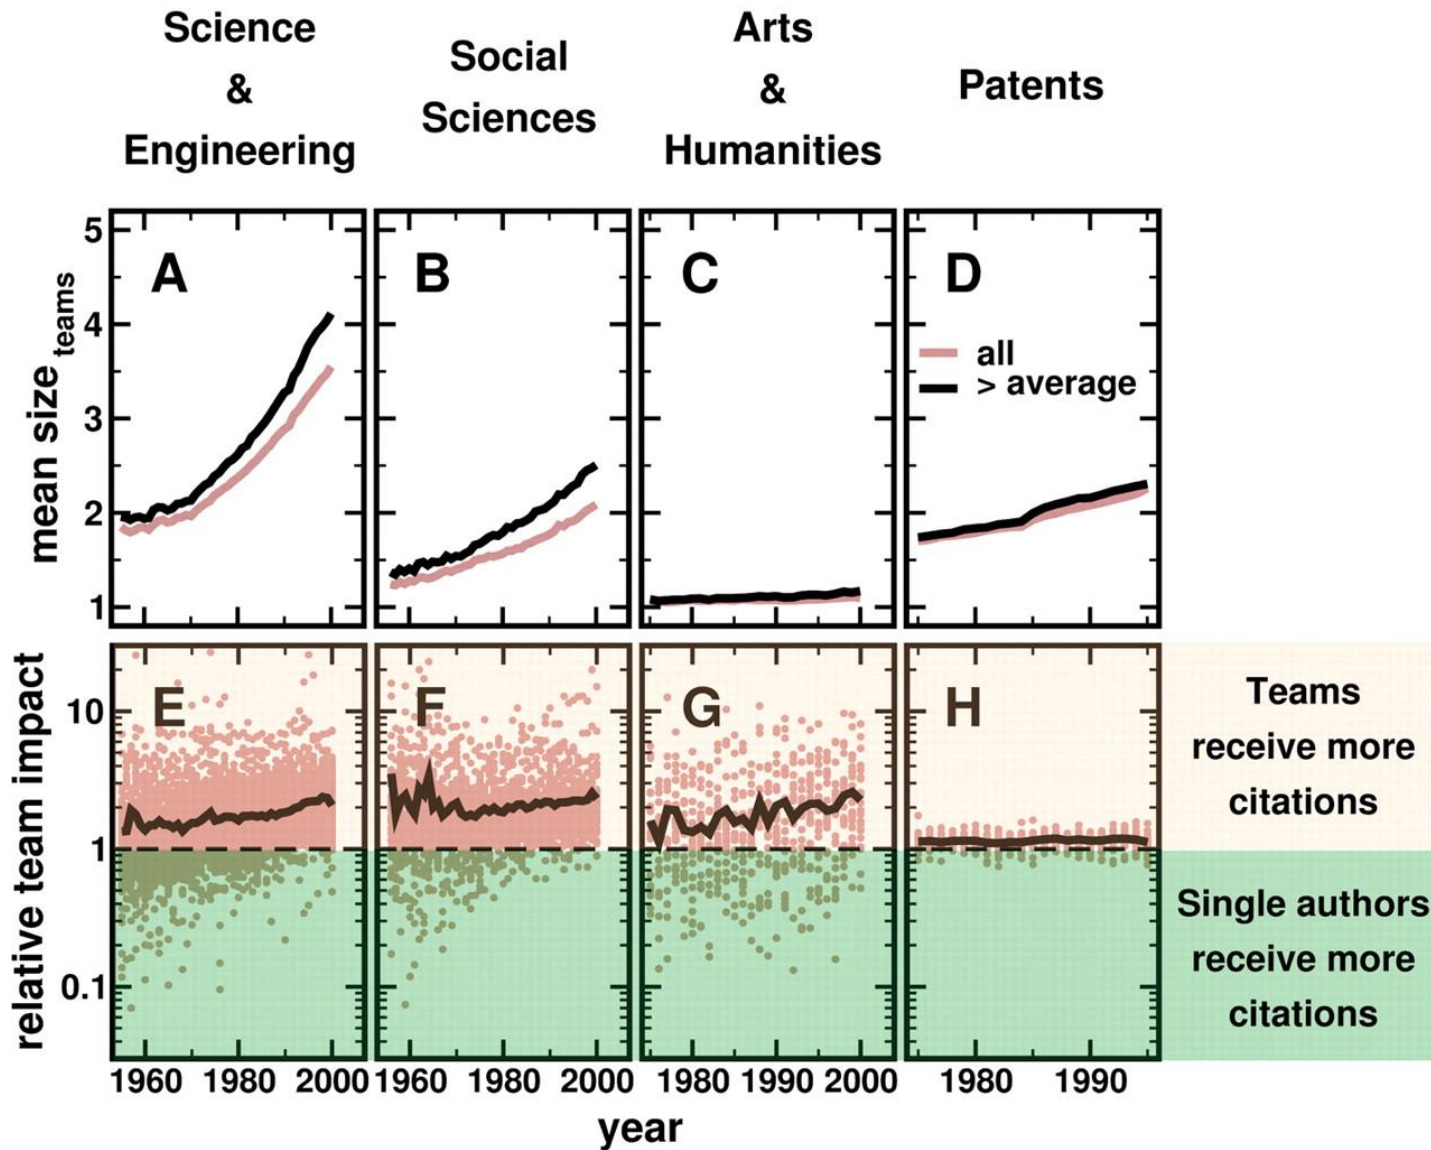 Science
&
Engineering
Social
Sciences
Arts
&
Humanities
Patents
mean size teams
5
4
3
2
1
A
B
C
D
all
> average
relative team impact
10
1
0.1
E
F
G
H
Teams
receive more
citations
Single authors
receive more
citations
1960 1980 2000
1960 1980 2000
1980 1990 2000
1980 1990
year